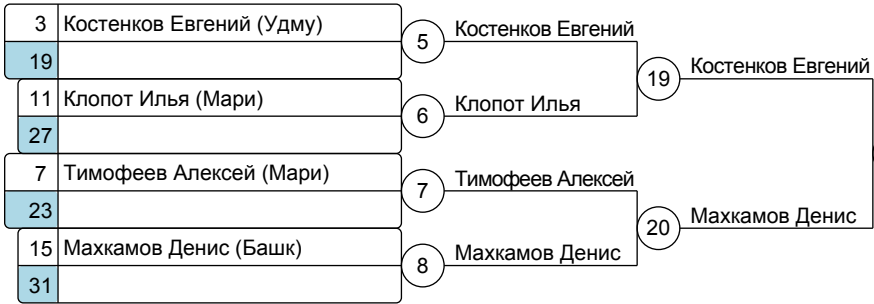 3 Костенков Евгений (Удму)
19
5
Костенков Евгений
11 Клопот Илья (Мари)
27
6
Клопот Илья
19
Костенков Евгений
7 Тимофеев Алексей (Мари)
23
7
Тимофеев Алексей
15 Махкамов Денис (Башк)
31
8
Махкамов Денис
20
Махкамов Денис